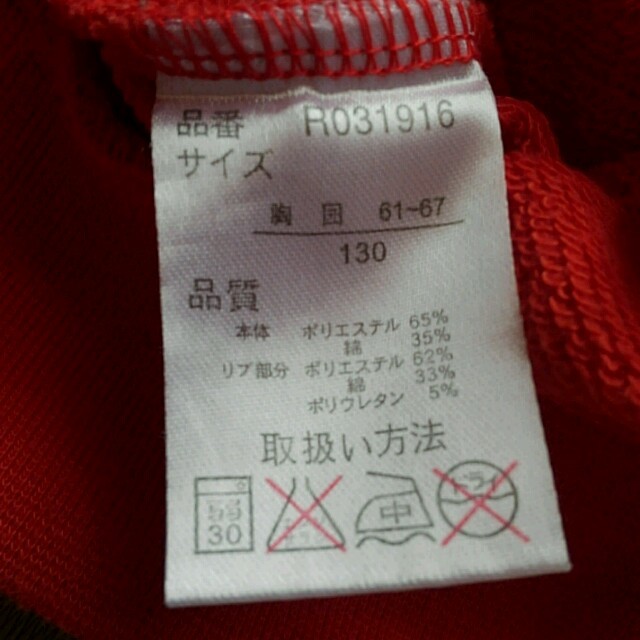 品番 R031916
サイズ
胸囲 61~67
130
品質
本体 ポリエステル 65%
綿 35%
リブ部分 ポリエステル 62%
綿 33%
ポリウレタン 5%
取扱い方法
30 中 ドライ